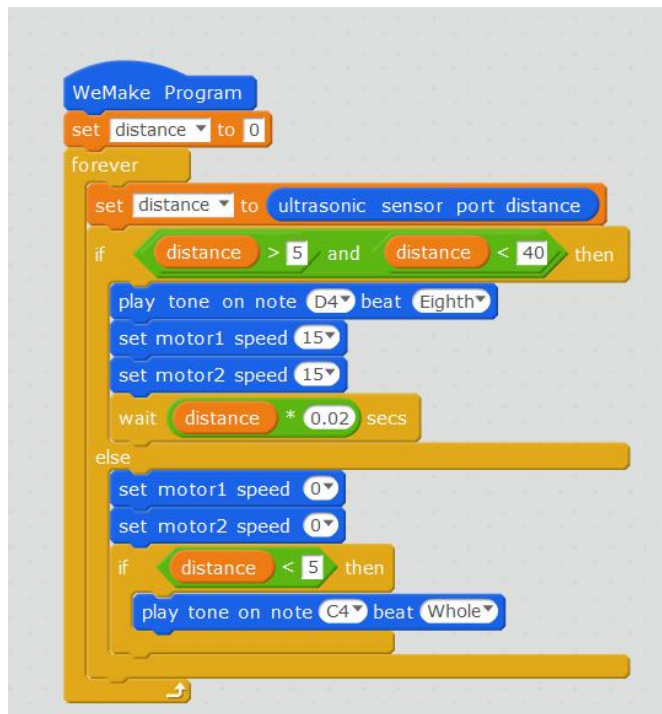 WeMake Program
set distance to 0
forever
set distance to ultrasonic sensor port distance
if distance > 5 and distance < 40 then
play tone on note D4 beat Eighth
set motor1 speed 15
set motor2 speed 15
wait distance * 0.02 secs
else
set motor1 speed 0
set motor2 speed 0
if distance < 5 then
play tone on note C4 beat Whole